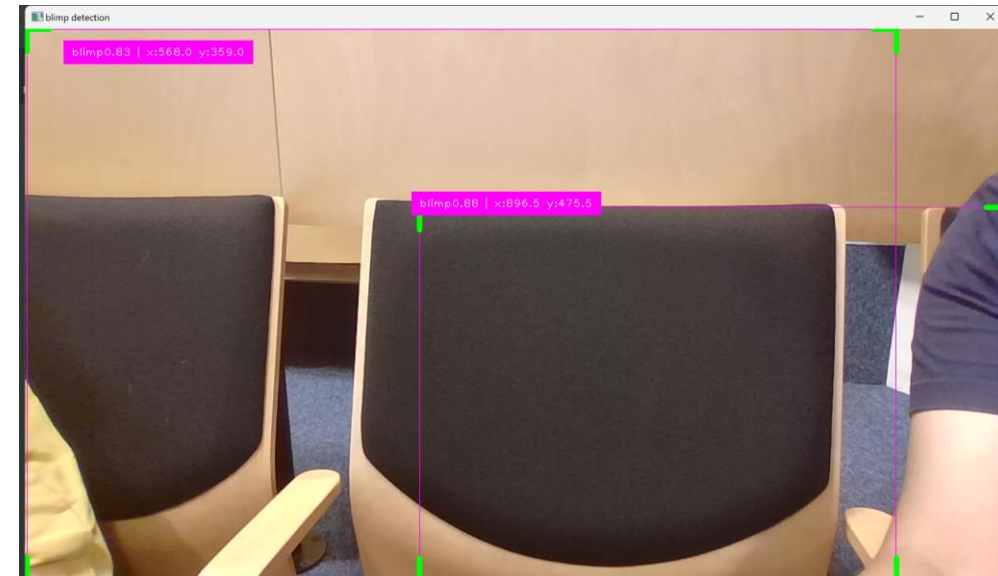 blimp detection
blimp0.83 | x:568.0 y:359.0
blimp0.88 | x:896.5 y:475.5